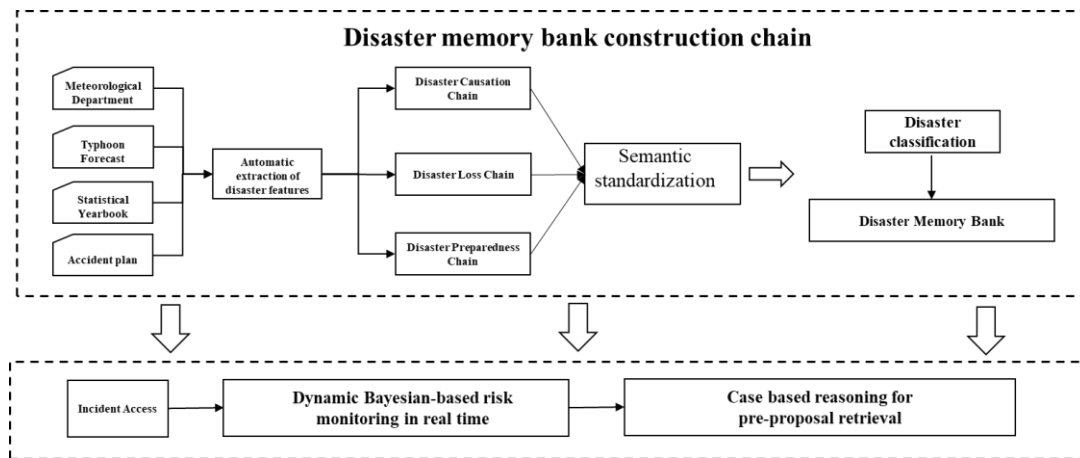 Disaster memory bank construction chain
Meteorological
Department
Typhoon
Forecast
Statistical
Yearbook
Accident plan
Automatic
extraction of
disaster features
Disaster Causation
Chain
Disaster Loss Chain
Disaster Preparedness
Chain
Semantic
standardization
Disaster
classification
Disaster Memory Bank
Incident Access
Dynamic Bayesian-based risk
monitoring in real time
Case based reasoning for
pre-proposal retrieval